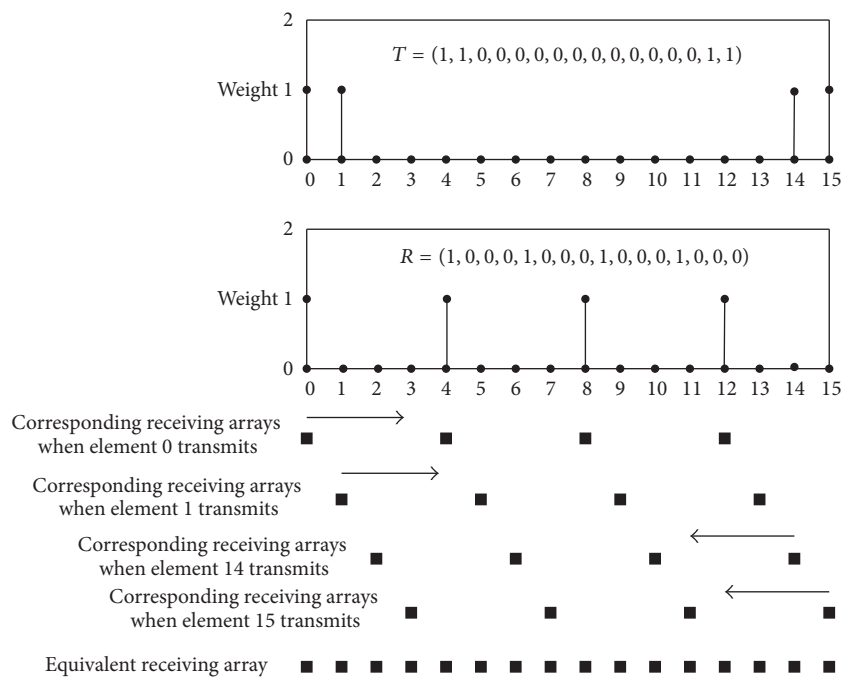 2
T = (1, 1, 0, 0, 0, 0, 0, 0, 0, 0, 0, 0, 0, 0, 1, 1)
Weight 1
0
0 1 2 3 4 5 6 7 8 9 10 11 12 13 14 15
2
R = (1, 0, 0, 0, 1, 0, 0, 0, 1, 0, 0, 0, 1, 0, 0, 0)
Weight 1
0
0 1 2 3 4 5 6 7 8 9 10 11 12 13 14 15
Corresponding receiving arrays
when element 0 transmits
Corresponding receiving arrays
when element 1 transmits
Corresponding receiving arrays
when element 14 transmits
Corresponding receiving arrays
when element 15 transmits
Equivalent receiving array